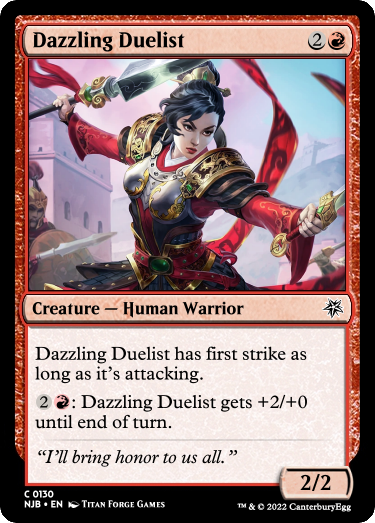 Dazzling Duelist 2
Creature — Human Warrior
Dazzling Duelist has first strike as
long as it's attacking.
2 : Dazzling Duelist gets +2/+0
until end of turn.
“I'll bring honor to us all.”
2/2
C 0130
NJB • EN Titan Forge Games ™ & © 2022 CanterburyEgg